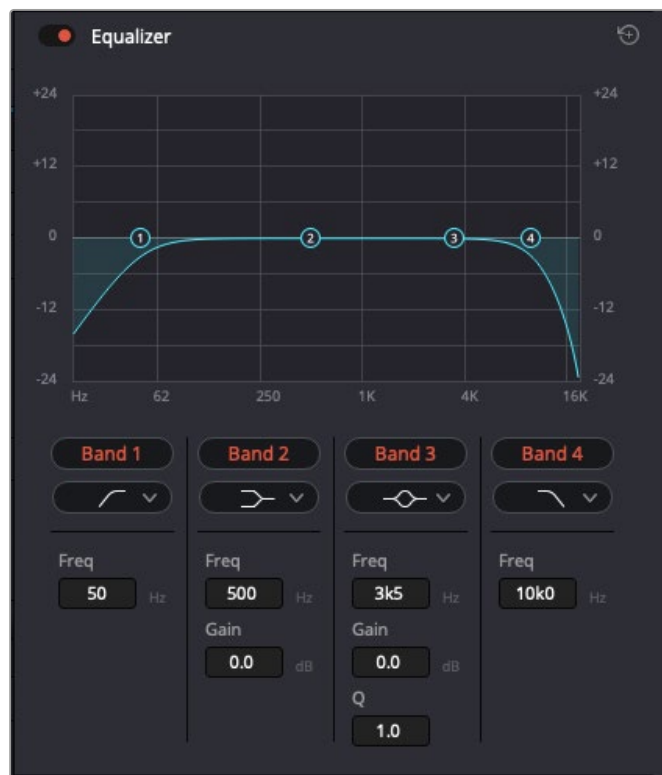 Equalizer
+24 +24
+12 +12
0 1 2 3 4 0
-12 -12
-24 -24
Hz 62 250 1K 4K 16K
Band 1 Band 2 Band 3 Band 4
Freq Freq Freq Freq
50 Hz 500 Hz 3k5 Hz 10k0 Hz
Gain Gain
0.0 dB 0.0 dB
Q
1.0